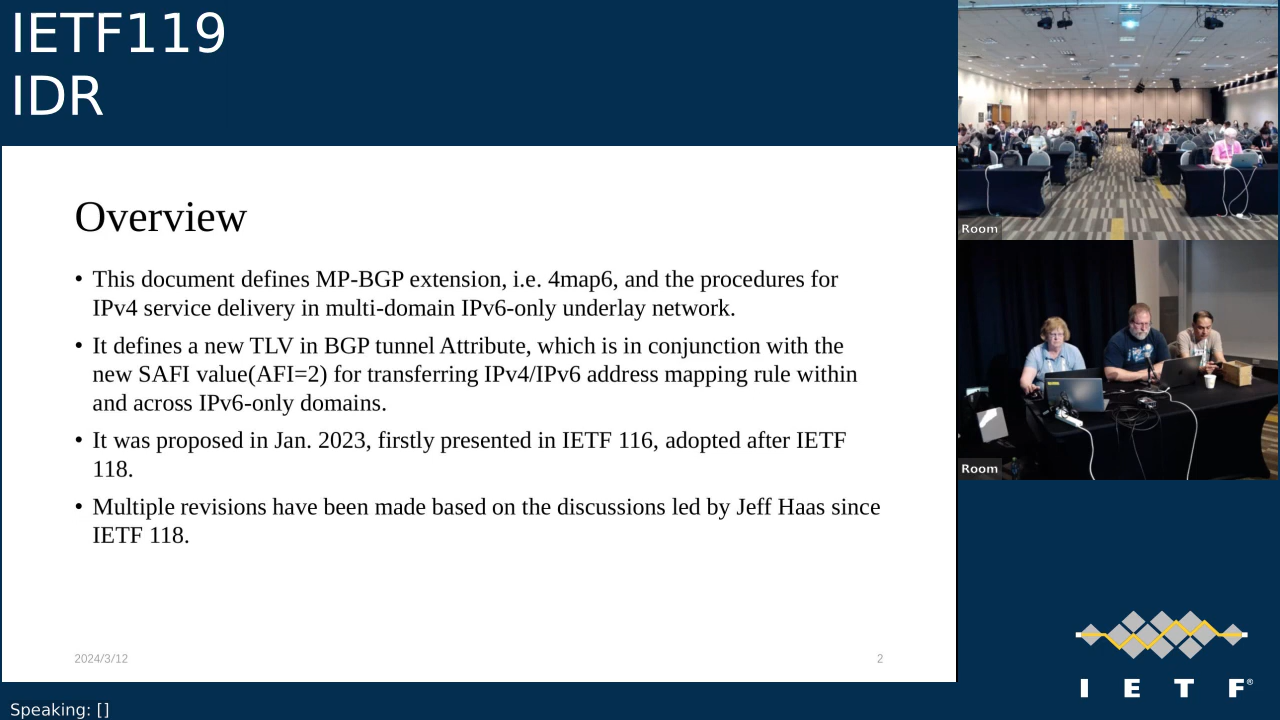 IETF119
IDR
Overview
• This document defines MP-BGP extension, i.e. 4map6, and the procedures for
IPv4 service delivery in multi-domain IPv6-only underlay network.
• It defines a new TLV in BGP tunnel Attribute, which is in conjunction with the
new SAFI value(AFI=2) for transferring IPv4/IPv6 address mapping rule within
and across IPv6-only domains.
• It was proposed in Jan. 2023, firstly presented in IETF 116, adopted after IETF
118.
• Multiple revisions have been made based on the discussions led by Jeff Haas since
IETF 118.
2024/3/12
2
Room
Room
I E T F®
Speaking: []